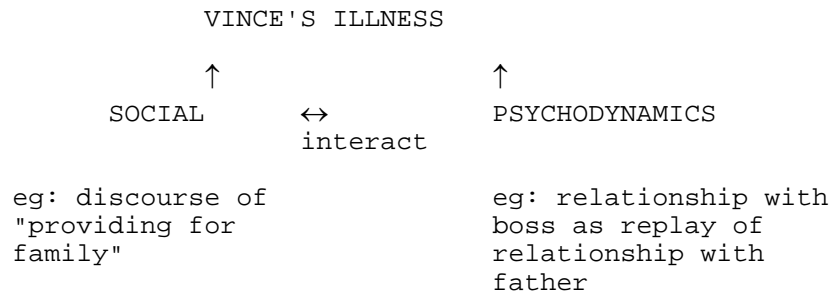 VINCE'S ILLNESS
↑ ↑
SOCIAL ↔ PSYCHODYNAMICS
interact
eg: discourse of
"providing for
family"
eg: relationship with
boss as replay of
relationship with
father